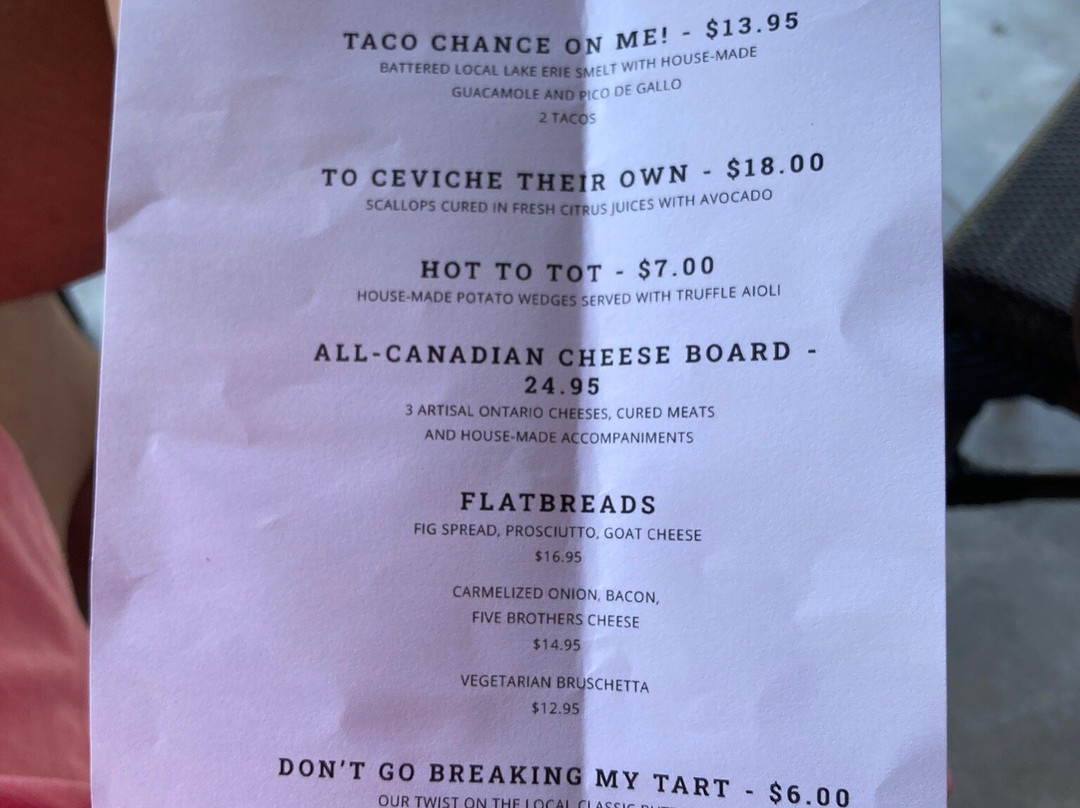 TACO CHANCE ON ME! - $13.95
BATTERED LOCAL LAKE ERIE SMELT WITH HOUSE-MADE
GUACAMOLE AND PICO DE GALLO
2 TACOS
TO CEVICHE THEIR OWN - $18.00
SCALLOPS CURED IN FRESH CITRUS JUICES WITH AVOCADO
HOT TO TOT - $7.00
HOUSE-MADE POTATO WEDGES SERVED WITH TRUFFLE AIOLI
ALL-CANADIAN CHEESE BOARD -
24.95
3 ARTISAL ONTARIO CHEESES, CURED MEATS
AND HOUSE-MADE ACCOMPANIMENTS
FLATBREADS
FIG SPREAD, PROSCIUTTO, GOAT CHEESE
$16.95
CARMELIZED ONION, BACON,
FIVE BROTHERS CHEESE
$14.95
VEGETARIAN BRUSCHETTA
$12.95
DON'T GO BREAKING MY TART - $6.00
OUR TWIST ON THE LOCAL CLASSIC